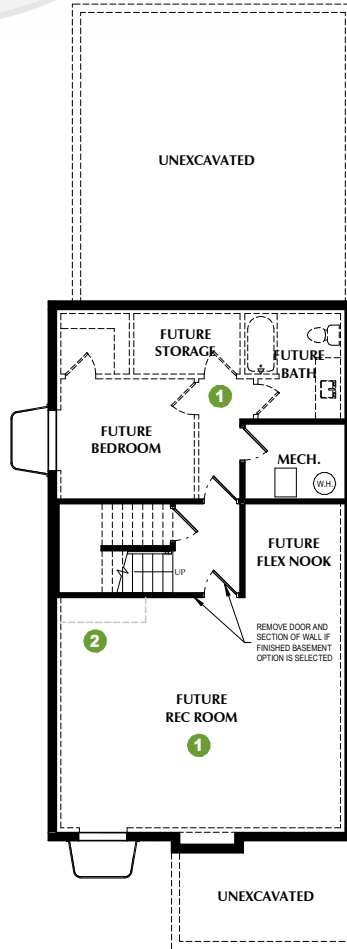 UNEXCAVATED
FUTURE
STORAGE
FUTURE
BATH
1
FUTURE
BEDROOM
MECH.
W.H.
FUTURE
FLEX NOOK
UP
REMOVE DOOR AND
SECTION OF WALL IF
FINISHED BASEMENT
OPTION IS SELECTED
2
FUTURE
REC ROOM
1
UNEXCAVATED